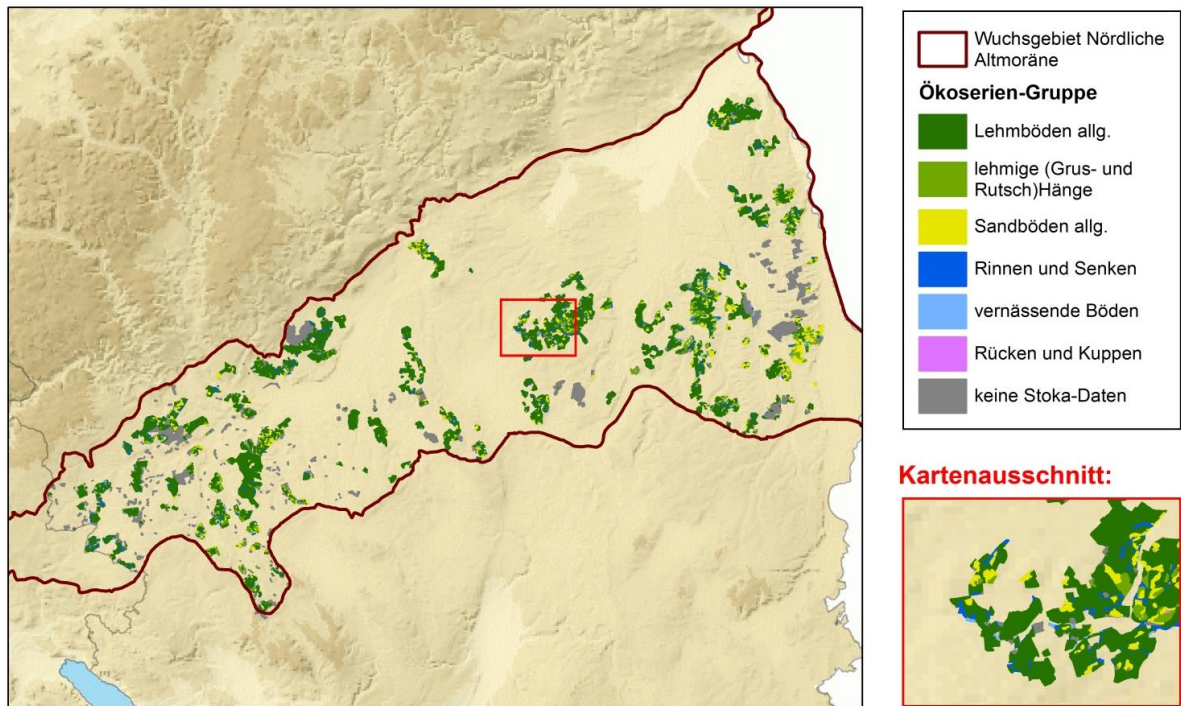 Wuchsgebiet Nördliche
Altmoräne
Ökoserien-Gruppe
Lehmböden allg.
lehmige (Grus- und
Rutsch)Hänge
Sandböden allg.
Rinnen und Senken
vernässende Böden
Rücken und Kuppen
keine Stoka-Daten
Kartenausschnitt: